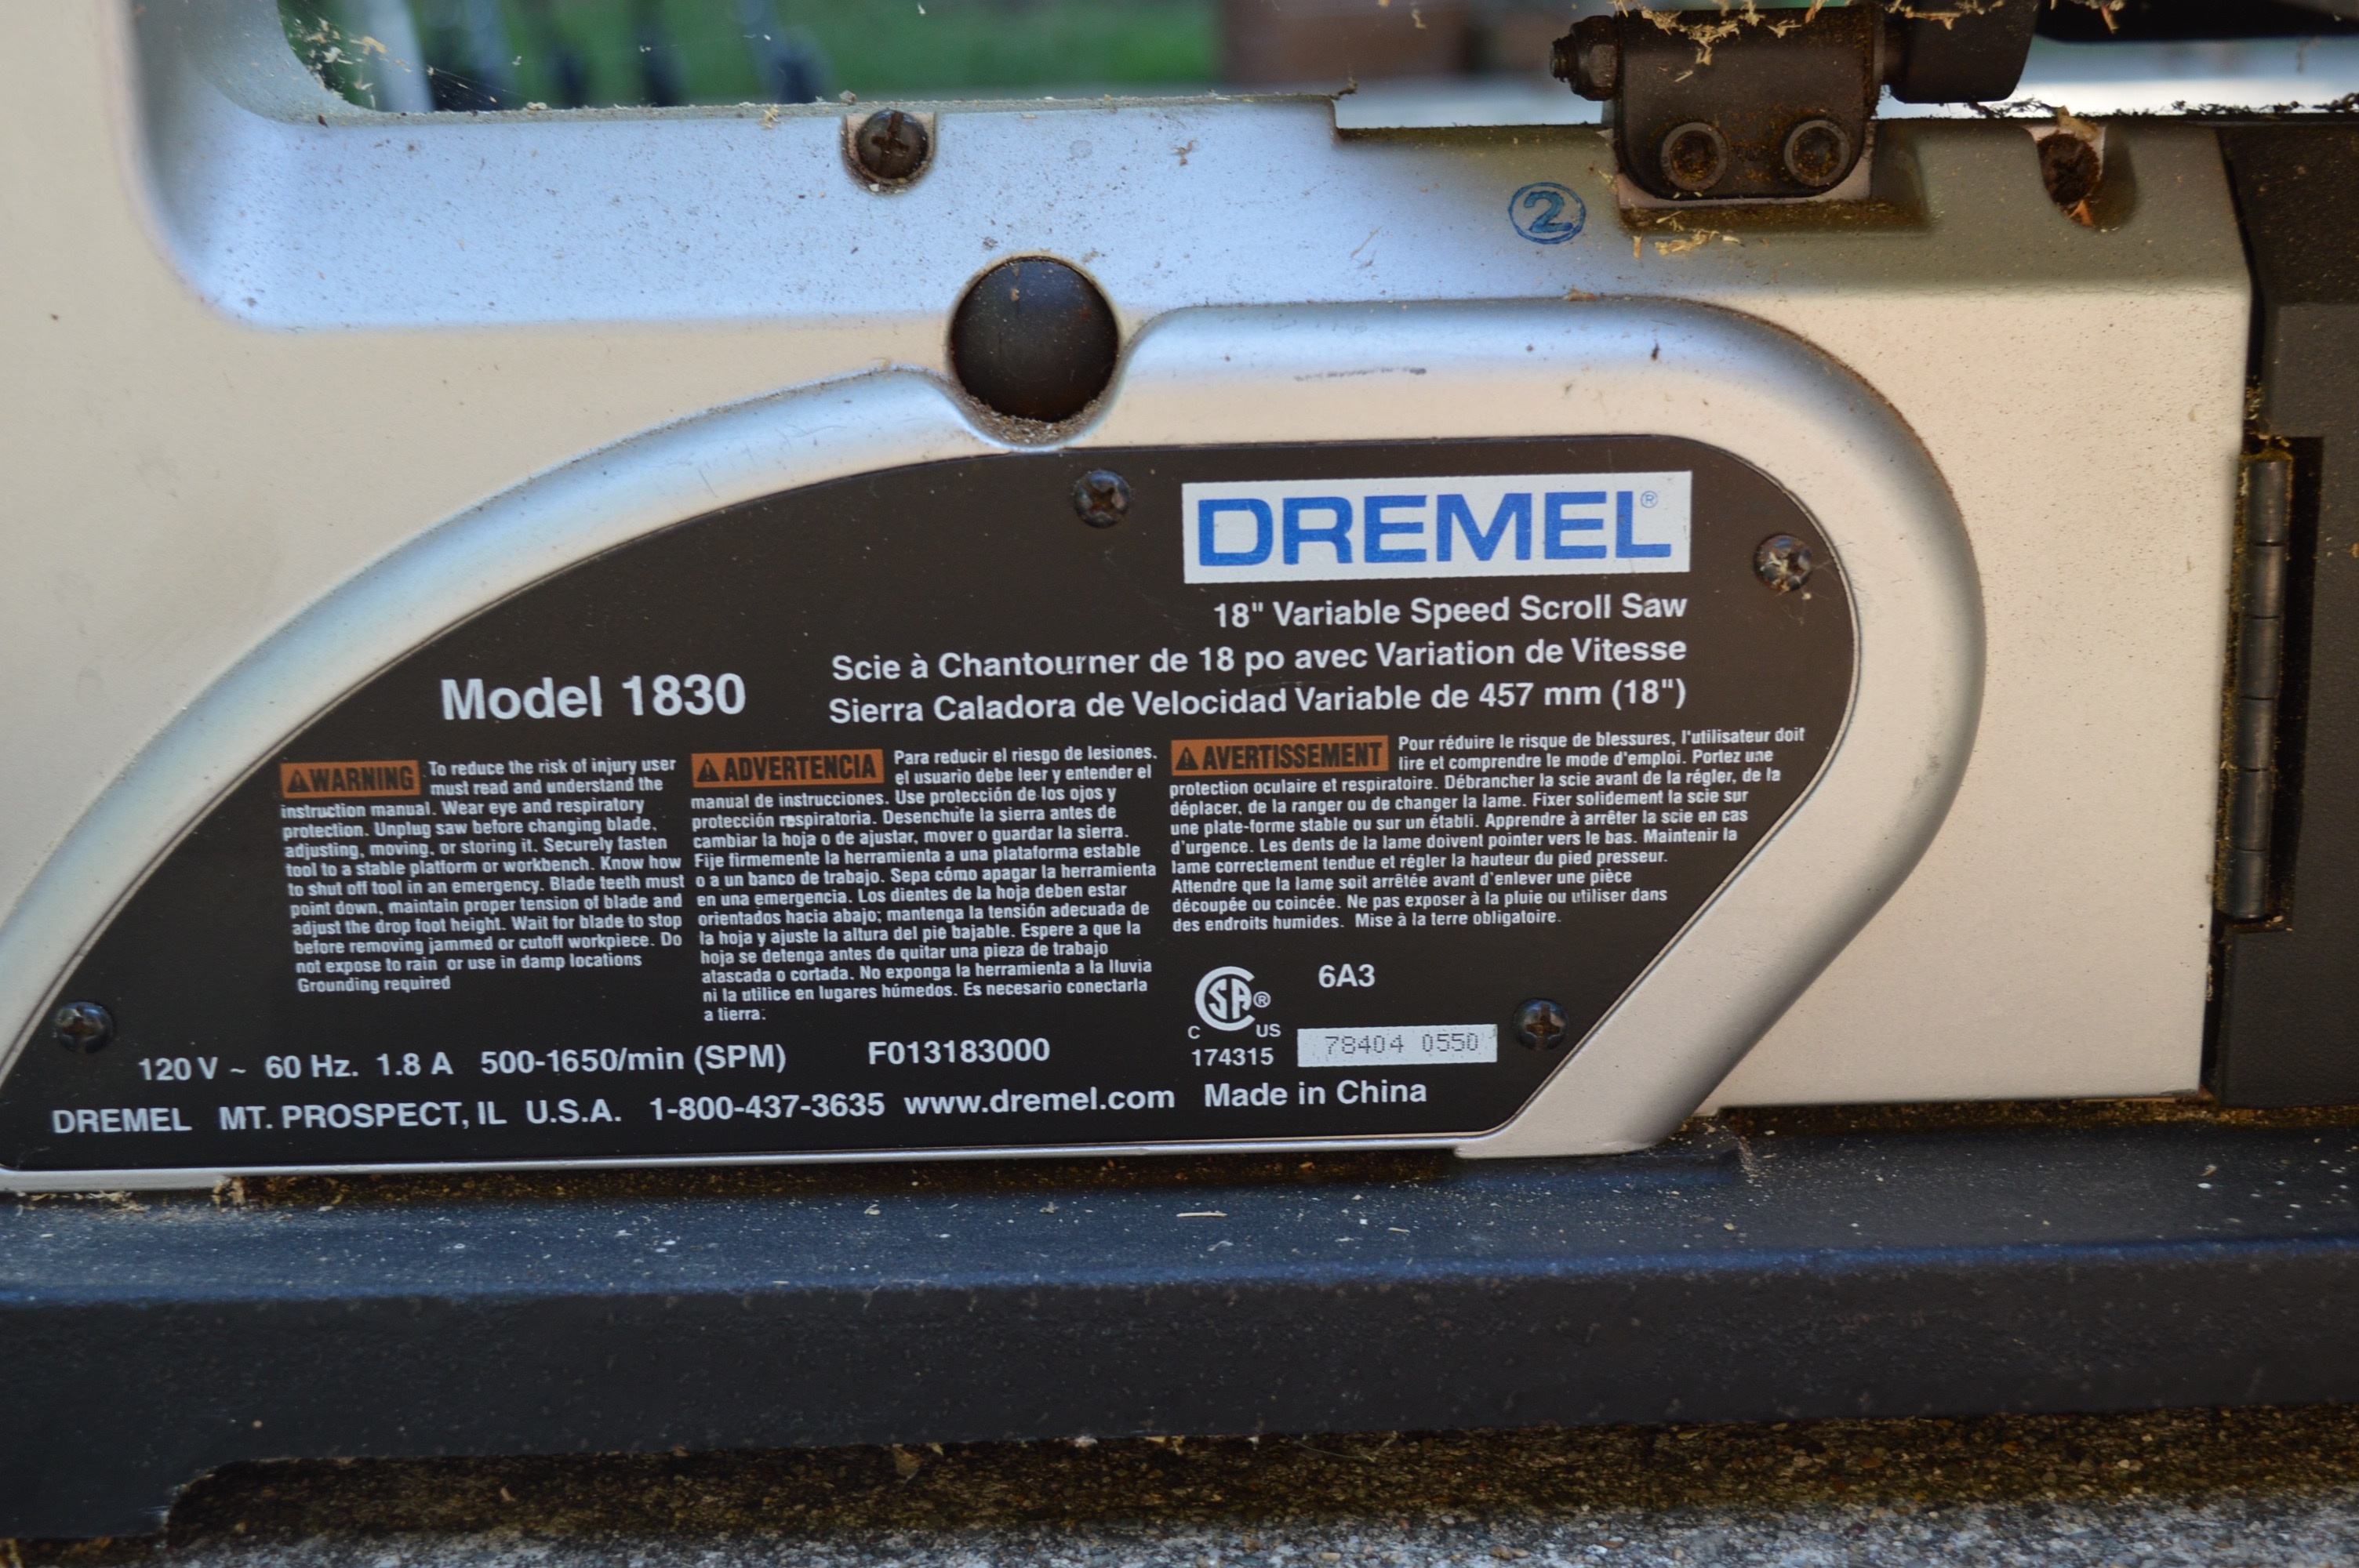 ②
DREMEL®
18" Variable Speed Scroll Saw
Scie à Chantourner de 18 po avec Variation de Vitesse
Sierra Caladora de Velocidad Variable de 457 mm (18")
Model 1830
WARNING To reduce the risk of injury user
must read and understand the
instruction manual. Wear eye and respiratory
protection. Unplug saw before changing blade,
adjusting, moving, or storing it. Securely fasten
tool to a stable platform or workbench. Know how
to shut off tool in an emergency. Blade teeth must
point down, maintain proper tension of blade and
adjust the drop foot height. Wait for blade to stop
before removing jammed or cutoff workpiece. Do
not expose to rain or use in damp locations
Grounding required
ADVERTENCIA Para reducir el riesgo de lesiones,
el usuario debe leer y entender el
manual de instrucciones. Use protección de los ojos y
protección respiratoria. Desenchufe la sierra antes de
cambiar la hoja o de ajustar, mover o guardar la sierra.
Fije firmemente la herramienta a una plataforma estable
o a un banco de trabajo. Sepa cómo apagar la herramienta
en una emergencia. Los dientes de la hoja deben estar
orientados hacia abajo; mantenga la tensión adecuada de
la hoja y ajuste la altura del pie bajable. Espere a que la
hoja se detenga antes de quitar una pieza de trabajo
atascada o cortada. No exponga la herramienta a la lluvia
ni la utilice en lugares húmedos. Es necesario conectarla
a tierra.
AVERTISSEMENT Pour réduire le risque de blessures, l'utilisateur doit
lire et comprendre le mode d'emploi. Portez une
protection oculaire et respiratoire. Débrancher la scie avant de la régler, de la
déplacer, de la ranger ou de changer la lame. Fixer solidement la scie sur
une plate-forme stable ou sur un établi. Apprendre à arrêter la scie en cas
d'urgence. Les dents de la lame doivent pointer vers le bas. Maintenir la
lame correctement tendue et régler la hauteur du pied presseur.
Attendre que la lame soit arrêtée avant d'enlever une pièce
découpée ou coincée. Ne pas exposer à la pluie ou utiliser dans
des endroits humides. Mise à la terre obligatoire.
CSA®
C US
174315
6A3
78404 0550
120 V ~ 60 Hz. 1.8 A 500-1650/min (SPM) F013183000
DREMEL MT. PROSPECT, IL U.S.A. 1-800-437-3635 www.dremel.com Made in China